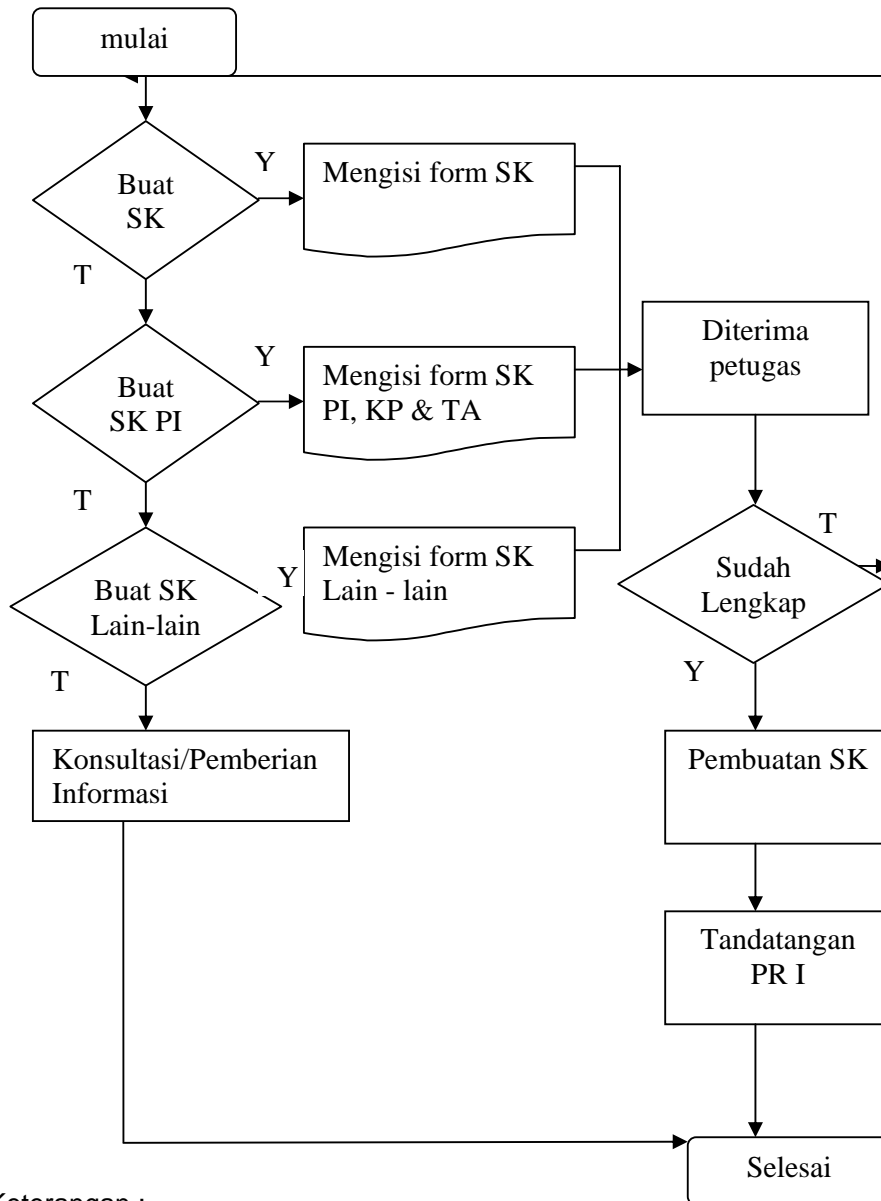 mulai
Buat
SK
Y
Mengisi form SK
T
Buat
SK PI
Y
Mengisi form SK
PI, KP & TA
Diterima
petugas
T
Buat SK
Lain-lain
Y
Mengisi form SK
Lain - lain
Sudah
Lengkap
T
T
Y
Konsultasi/Pemberian
Informasi
Pembuatan SK
Tandatangan
PR I
Selesai
Keterangan :